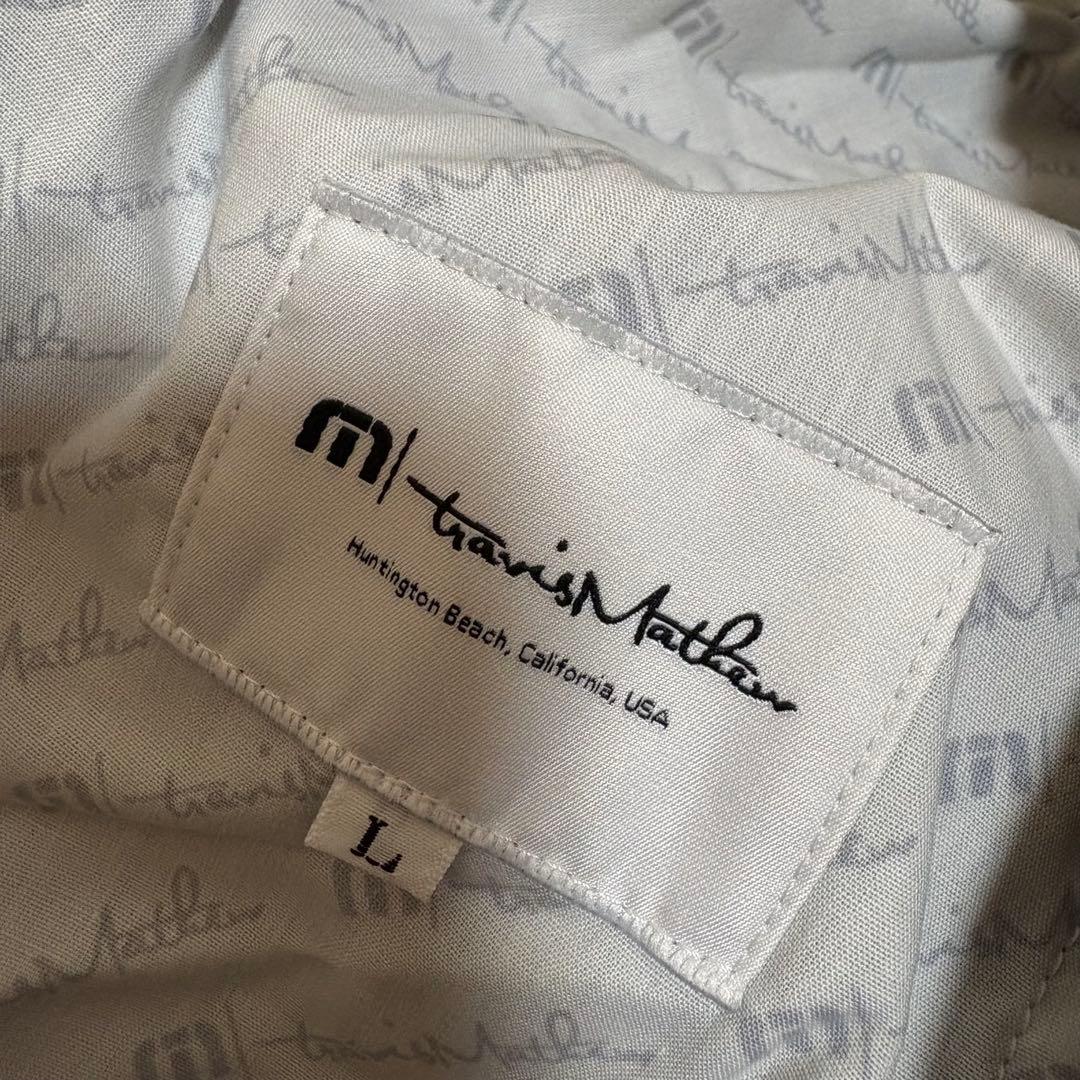 travisMathew
Huntington Beach, California, USA
L